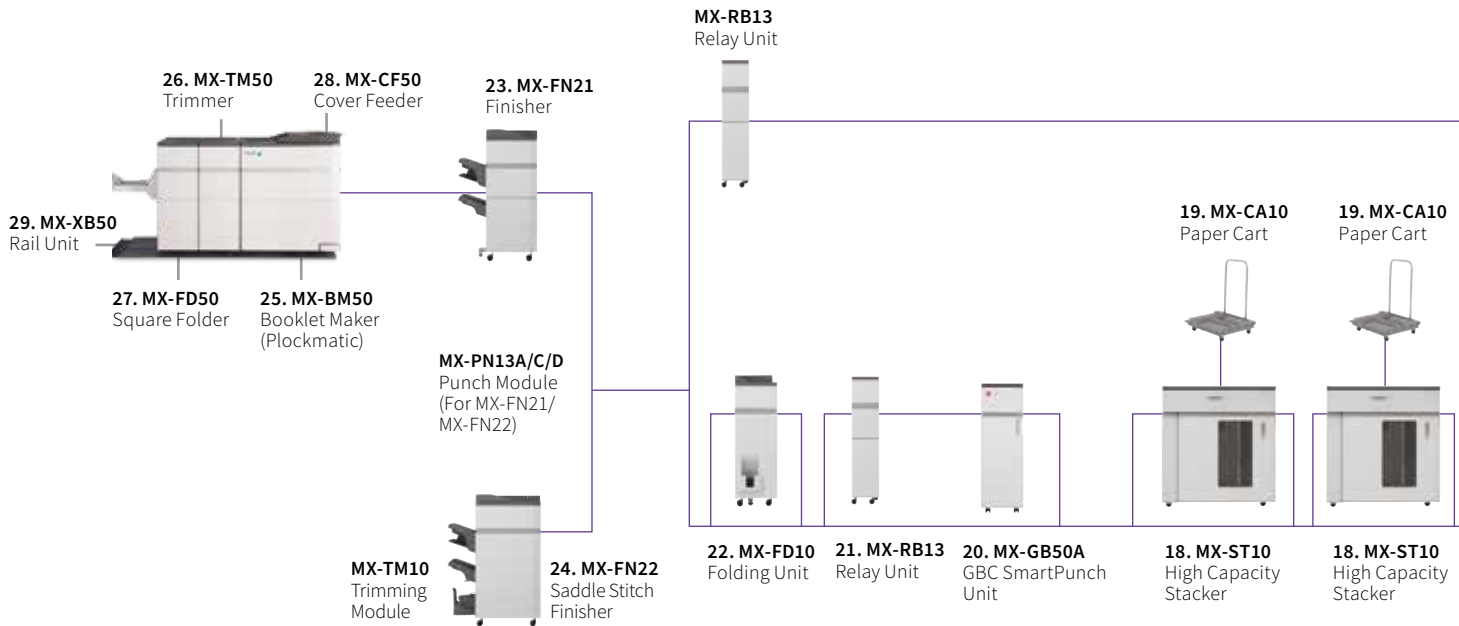 MX-RB13
Relay Unit
26. MX-TM50
Trimmer
28. MX-CF50
Cover Feeder
23. MX-FN21
Finisher
29. MX-XB50
Rail Unit
27. MX-FD50
Square Folder
25. MX-BM50
Booklet Maker
(Plockmatic)
19. MX-CA10
Paper Cart
19. MX-CA10
Paper Cart
MX-PN13A/C/D
Punch Module
(For MX-FN21/
MX-FN22)
MX-TM10
Trimming
Module
24. MX-FN22
Saddle Stitch
Finisher
22. MX-FD10
Folding Unit
21. MX-RB13
Relay Unit
20. MX-GB50A
GBC SmartPunch
Unit
18. MX-ST10
High Capacity
Stacker
18. MX-ST10
High Capacity
Stacker